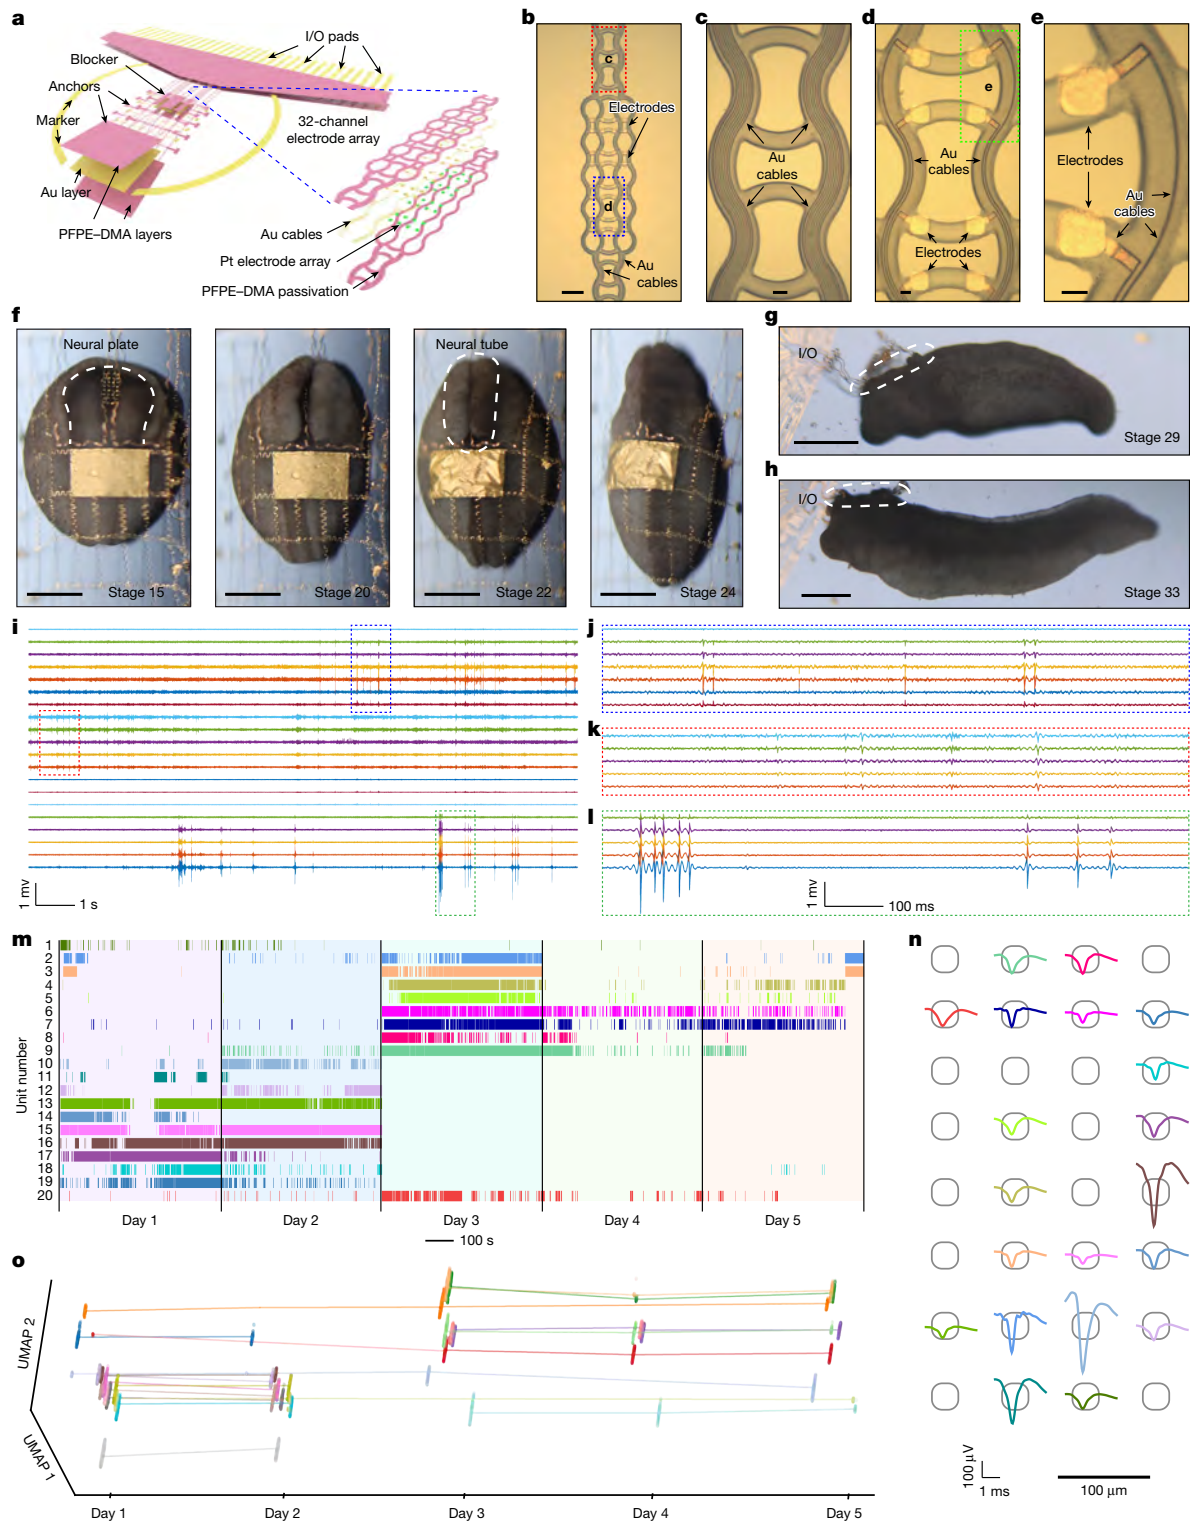 a
I/O pads
Blocker
Anchors
Marker
32-channel
electrode array
Au layer
PFPE–DMA layers
Au cables
Pt electrode array
PFPE–DMA passivation
b
c
Electrodes
d
Au
cables
c
Au
cables
d
e
Au
cables
Electrodes
e
Electrodes
Au
cables
f
Neural plate
Stage 15
Stage 20
Neural tube
Stage 22
Stage 24
g
I/O
Stage 29
h
I/O
Stage 33
i
1 mv
1 s
j
k
l
1 mv
100 ms
m
Unit number
1
2
3
4
5
6
7
8
9
10
11
12
13
14
15
16
17
18
19
20
Day 1
Day 2
Day 3
Day 4
Day 5
100 s
n
100 μV
1 ms
100 μm
o
UMAP 2
UMAP 1
Day 1
Day 2
Day 3
Day 4
Day 5